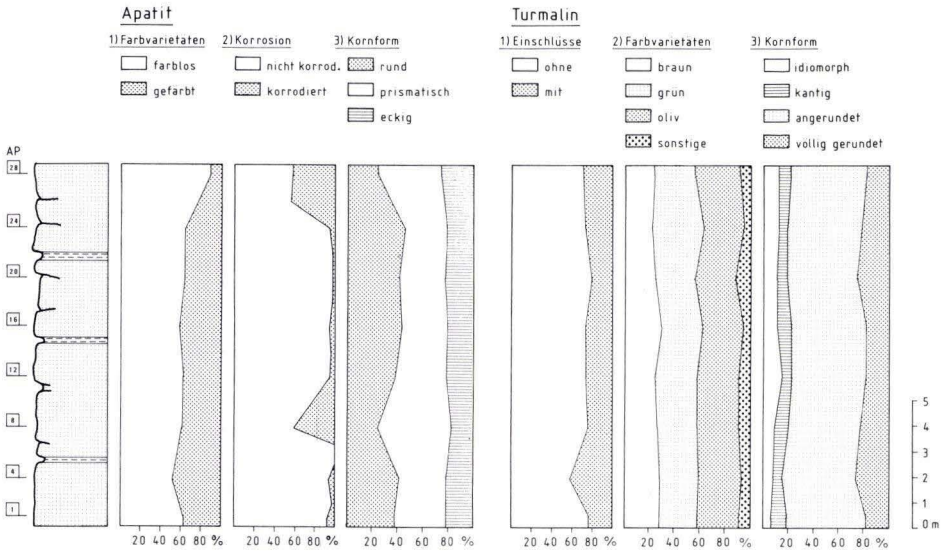 Apatit
1) Farbvarietäten
farblos
gefärbt
2) Korrosion
nicht korrod.
korrodiert
3) Kornform
rund
prismatisch
eckig
Turmalin
1) Einschlüsse
ohne
mit
2) Farbvarietäten
braun
grün
oliv
sonstige
3) Kornform
idiomorph
kantig
angerundet
völlig gerundet
AP
28
24
20
16
12
8
4
1
20 40 60 80 %
20 40 60 80 %
20 40 60 80 %
20 40 60 80 %
20 40 60 80 %
20 40 60 80 %
5
4
3
2
1
0 m